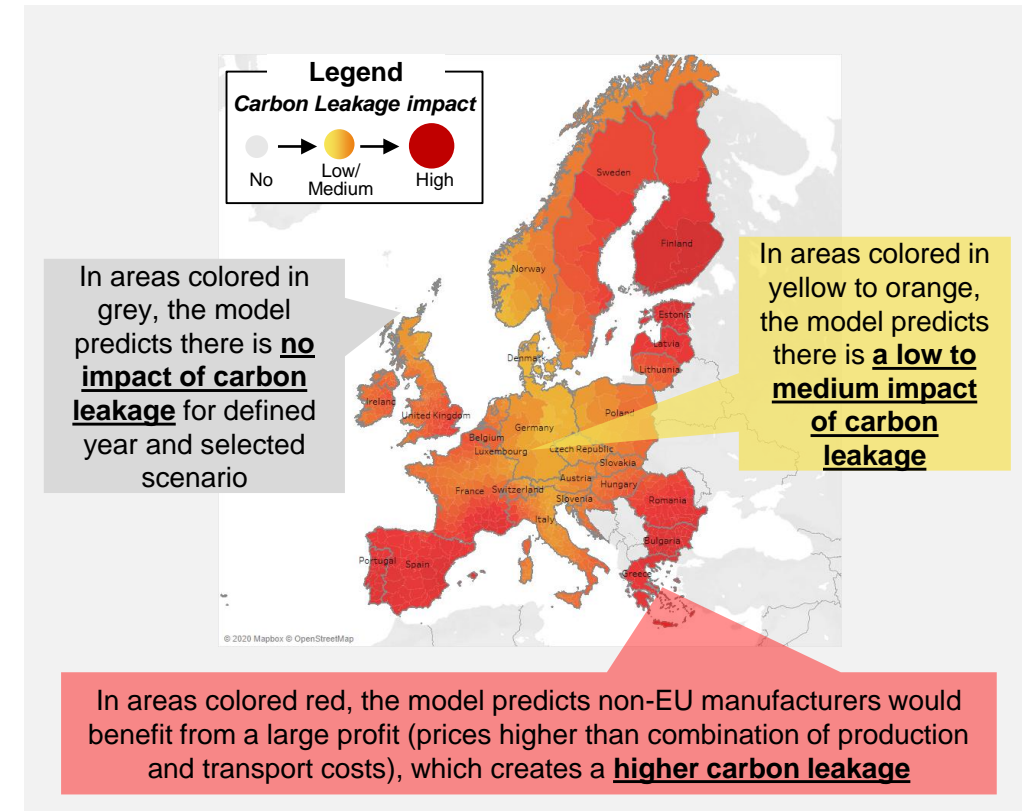 Legend
Carbon Leakage impact
No
Low/
Medium
High
Sweden
Finland
Norway
Estonia
Latvia
Lithuania
Denmark
Ireland
United Kingdom
Poland
Germany
Belgium
Luxembourg
Czech Republic
Slovakia
Austria
Hungary
France
Switzerland
Slovenia
Romania
Italy
Bulgaria
Portugal
Spain
Greece
© 2020 Mapbox © OpenStreetMap
In areas colored in
grey, the model
predicts there is no
impact of carbon
leakage for defined
year and selected
scenario
In areas colored in
yellow to orange,
the model predicts
there is a low to
medium impact
of carbon
leakage
In areas colored red, the model predicts non-EU manufacturers would
benefit from a large profit (prices higher than combination of production
and transport costs), which creates a higher carbon leakage